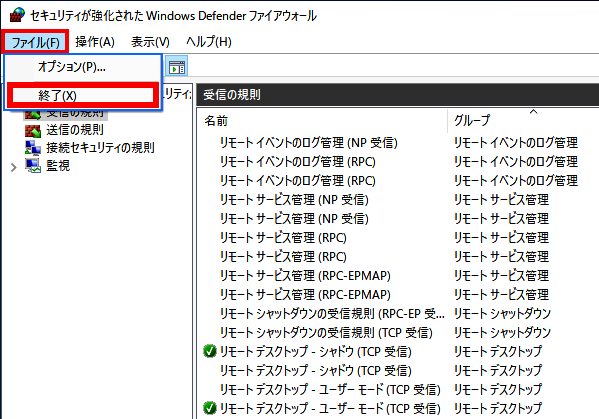 セキュリティが強化された Windows Defender ファイアウォール
ファイル(F) 操作(A) 表示(V) ヘルプ(H)
オプション(P)...
終了(X)
リティ
受信の規則
送信の規則
接続セキュリティの規則
監視
受信の規則
名前 グループ
リモート イベントのログ管理 (NP 受信) リモート イベントのログ管理
リモート イベントのログ管理 (RPC) リモート イベントのログ管理
リモート イベントのログ管理 (RPC) リモート イベントのログ管理
リモート サービス管理 (NP 受信) リモート サービス管理
リモート サービス管理 (NP 受信) リモート サービス管理
リモート サービス管理 (RPC) リモート サービス管理
リモート サービス管理 (RPC) リモート サービス管理
リモート サービス管理 (RPC-EPMAP) リモート サービス管理
リモート サービス管理 (RPC-EPMAP) リモート サービス管理
リモート シャットダウンの受信規則 (RPC-EP 受... リモート シャットダウン
リモート シャットダウンの受信規則 (TCP 受信) リモート シャットダウン
リモート デスクトップ - シャドウ (TCP 受信) リモート デスクトップ
リモート デスクトップ - シャドウ (TCP 受信) リモート デスクトップ
リモート デスクトップ - ユーザー モード (TCP 受信) リモート デスクトップ
リモート デスクトップ - ユーザー モード (TCP 受信) リモート デスクトップ